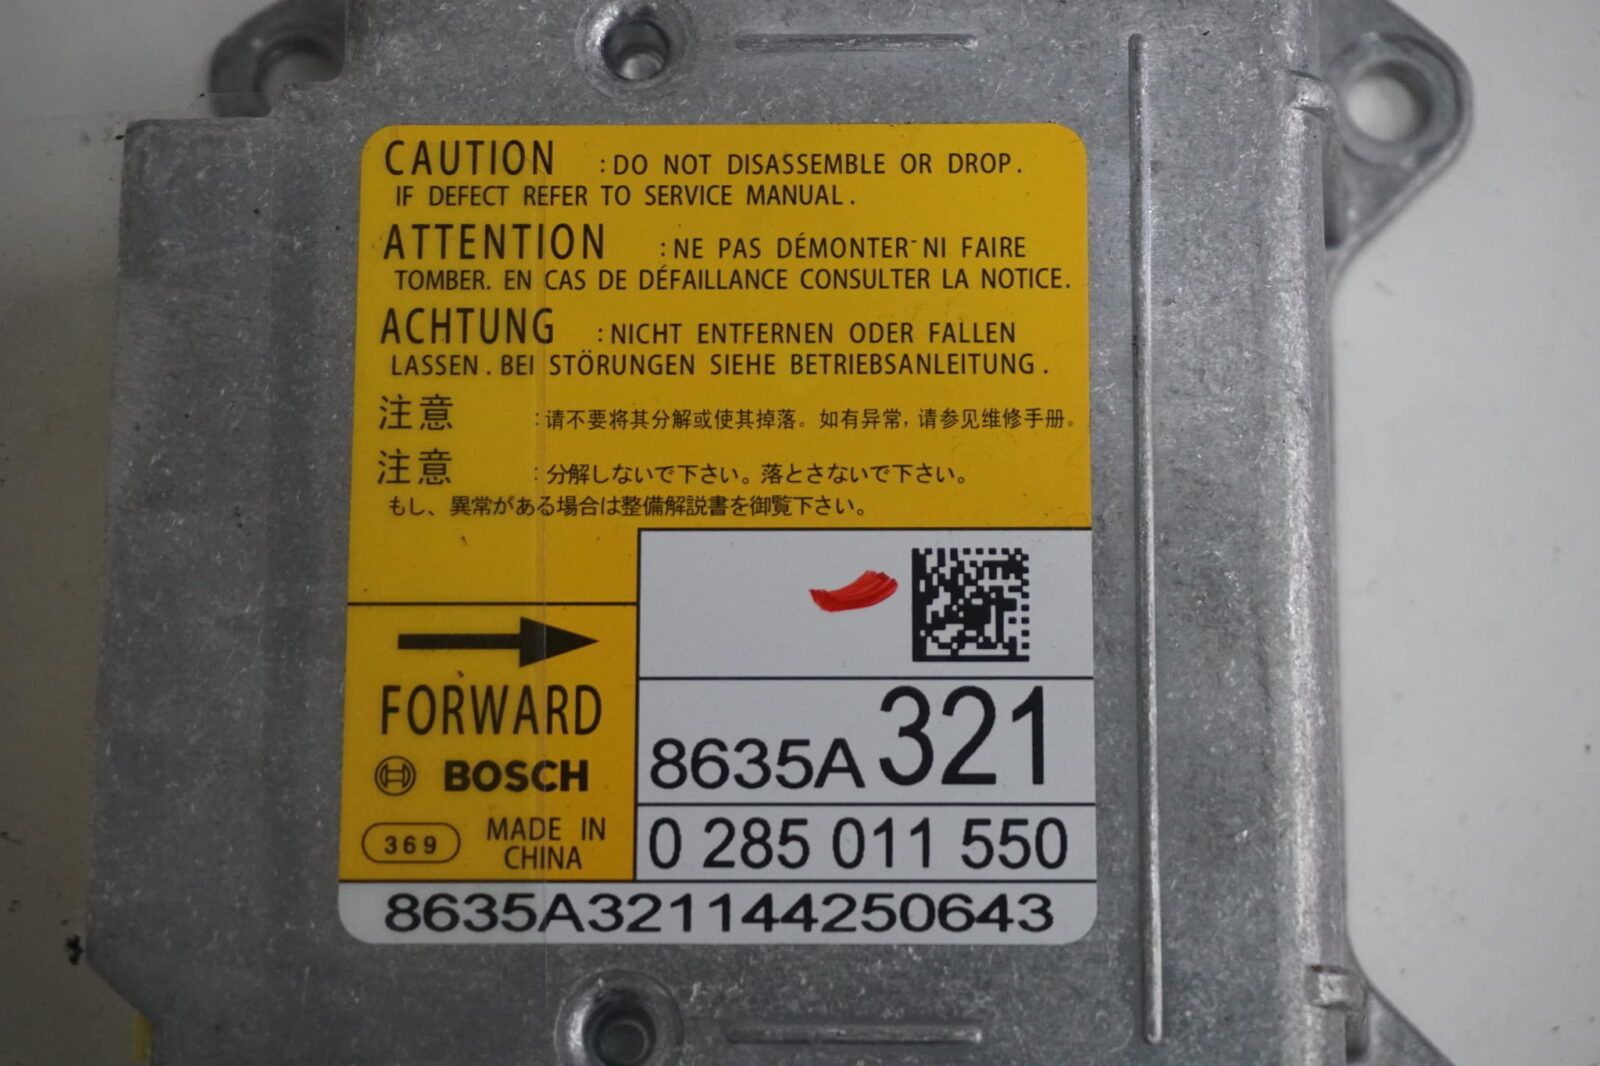 CAUTION :DO NOT DISASSEMBLE OR DROP.
IF DEFECT REFER TO SERVICE MANUAL.
ATTENTION :NE PAS DÉMONTER NI FAIRE
TOMBER. EN CAS DE DÉFAILLANCE CONSULTER LA NOTICE.
ACHTUNG :NICHT ENTFERNEN ODER FALLEN
LASSEN. BEI STÖRUNGEN SIEHE BETRIEBSANLEITUNG.
注意 :请不要将其分解或使其掉落。如有异常,请参见维修手册。
注意 :分解しないで下さい。落とさないで下さい。
もし、異常がある場合は整備解説書を御覧下さい。
FORWARD
BOSCH
369
MADE IN
CHINA
8635A321
0 285 011 550
8635A321144250643